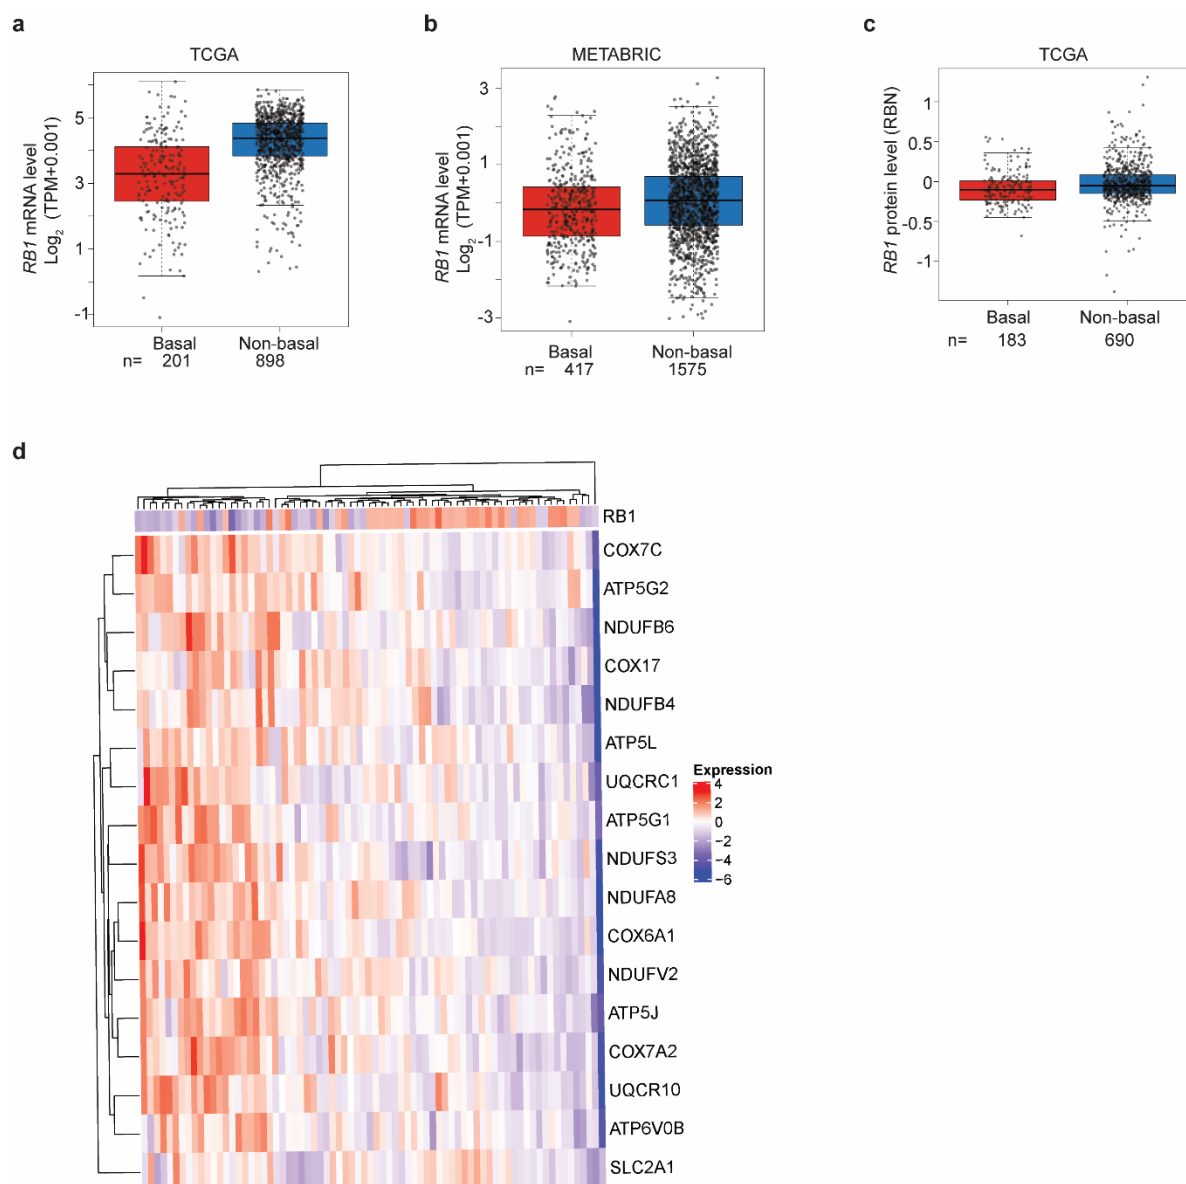 a
TCGA
RB1 mRNA level
Log2 (TPM+0.001)
5
3
1
-1
Basal Non-basal
n= 201 898
b
METABRIC
RB1 mRNA level
Log2 (TPM+0.001)
3
1
-1
-3
Basal Non-basal
n= 417 1575
c
TCGA
RB1 protein level (RBN)
1
0.5
0
-0.5
-1
Basal Non-basal
n= 183 690
d
RB1
COX7C
ATP5G2
NDUFB6
COX17
NDUFB4
ATP5L
UQCRC1
ATP5G1
NDUFS3
NDUFA8
COX6A1
NDUFV2
ATP5J
COX7A2
UQCR10
ATP6V0B
SLC2A1
Expression
4
2
0
−2
−4
−6